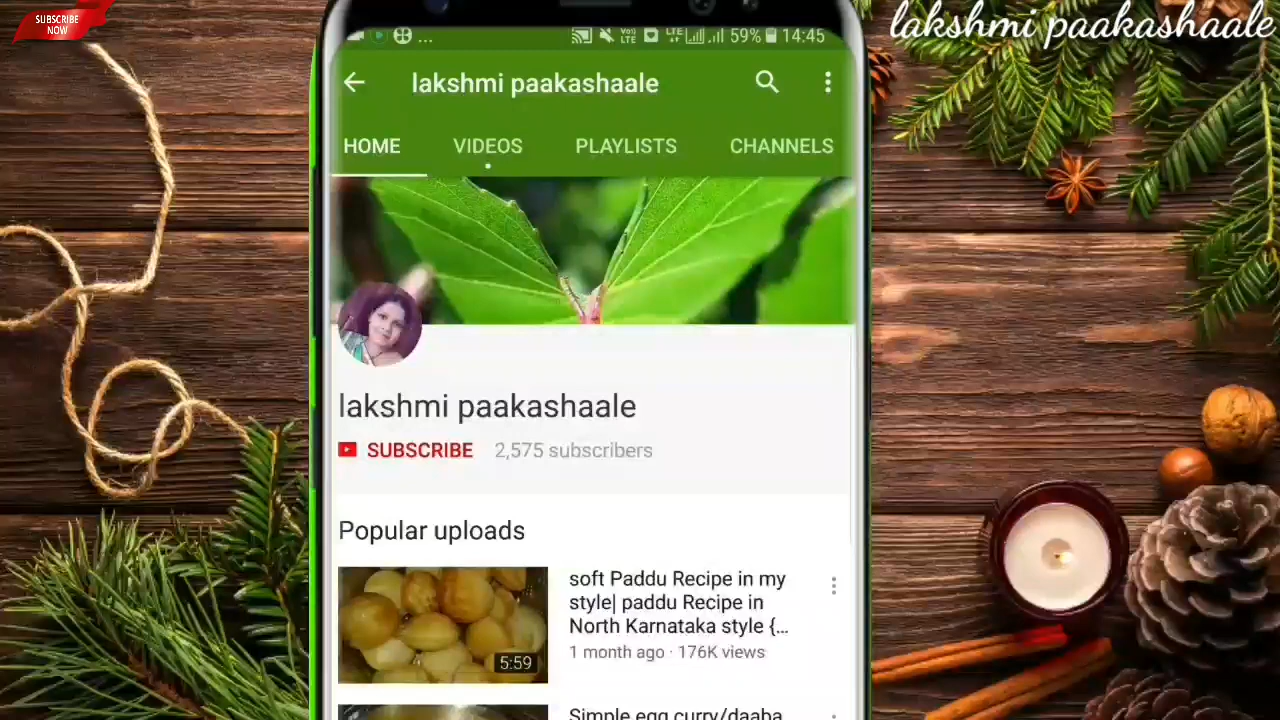 SUBSCRIBE
NOW
lakshmi paakashaale
... VoLTE LTE 59% 14:45
lakshmi paakashaale
HOME VIDEOS PLAYLISTS CHANNELS
lakshmi paakashaale
SUBSCRIBE 2,575 subscribers
Popular uploads
soft Paddu Recipe in my
style| paddu Recipe in
North Karnataka style {...
5:59
1 month ago · 176K views
Simple egg curry/daaba